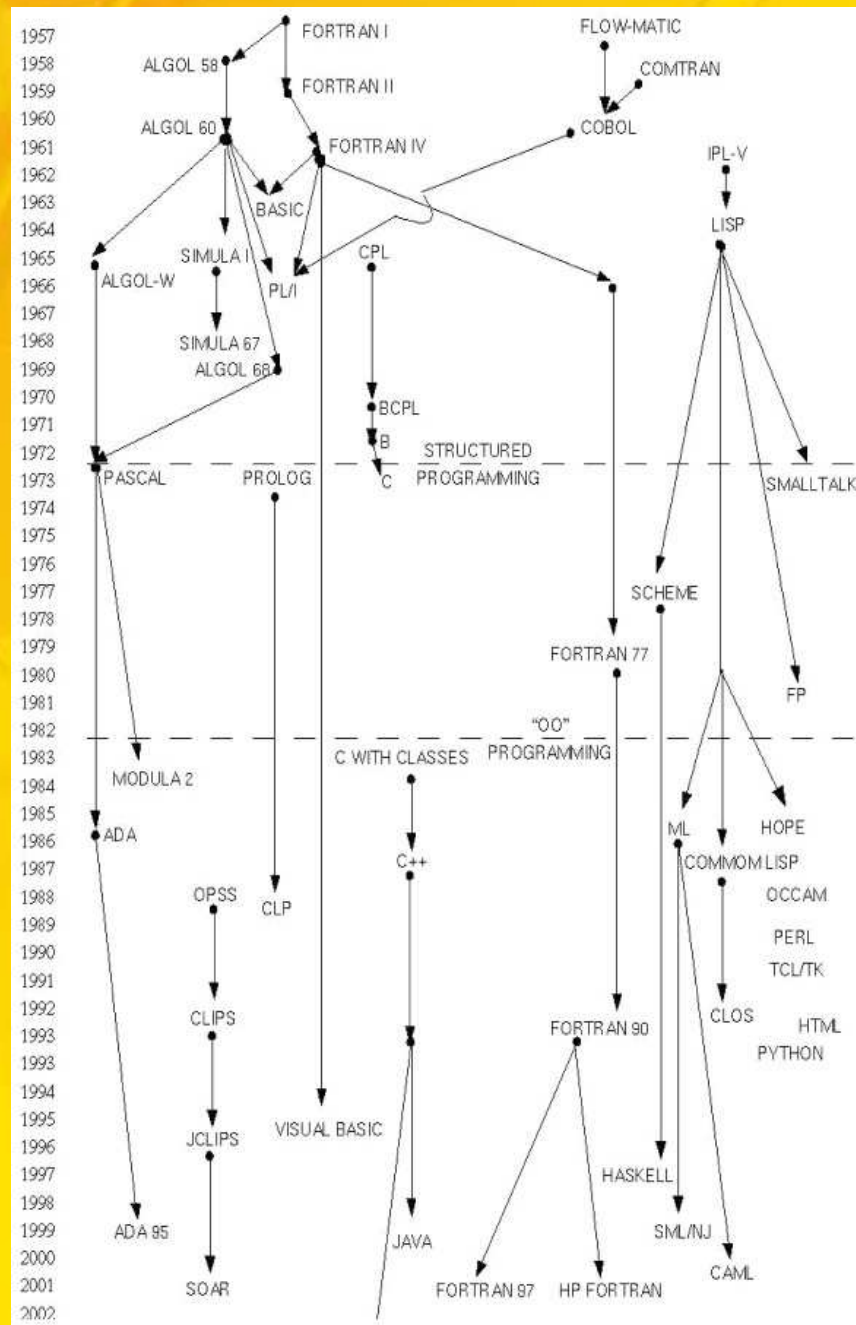 1957
FORTRAN I
FLOW-MATIC
1958
ALGOL 58
COMTRAN
1959
FORTRAN II
1960
ALGOL 60
COBOL
1961
FORTRAN IV
IPL-V
1962
1963
BASIC
1964
LISP
1965
SIMULA I
CPL
ALGOL-W
1966
PL/I
1967
1968
SIMULA 67
1969
ALGOL 68
1970
BCPL
1971
1972
B
STRUCTURED
1973
PASCAL
PROLOG
C
PROGRAMMING
SMALLTALK
1974
1975
1976
1977
SCHEME
1978
1979
FORTRAN 77
1980
FP
1981
1982
"OO"
1983
C WITH CLASSES
PROGRAMMING
MODULA 2
1984
1985
ML
HOPE
1986
ADA
1987
C++
COMMOM LISP
1988
OPSS
CLP
OCCAM
1989
PERL
1990
TCL/TK
1991
1992
CLIPS
CLOS
1993
FORTRAN 90
HTML
1993
PYTHON
1994
1995
VISUAL BASIC
1996
JCLIPS
1997
HASKELL
1998
1999
ADA 95
JAVA
SML/NJ
2000
CAML
2001
SOAR
FORTRAN 97
HP FORTRAN
2002